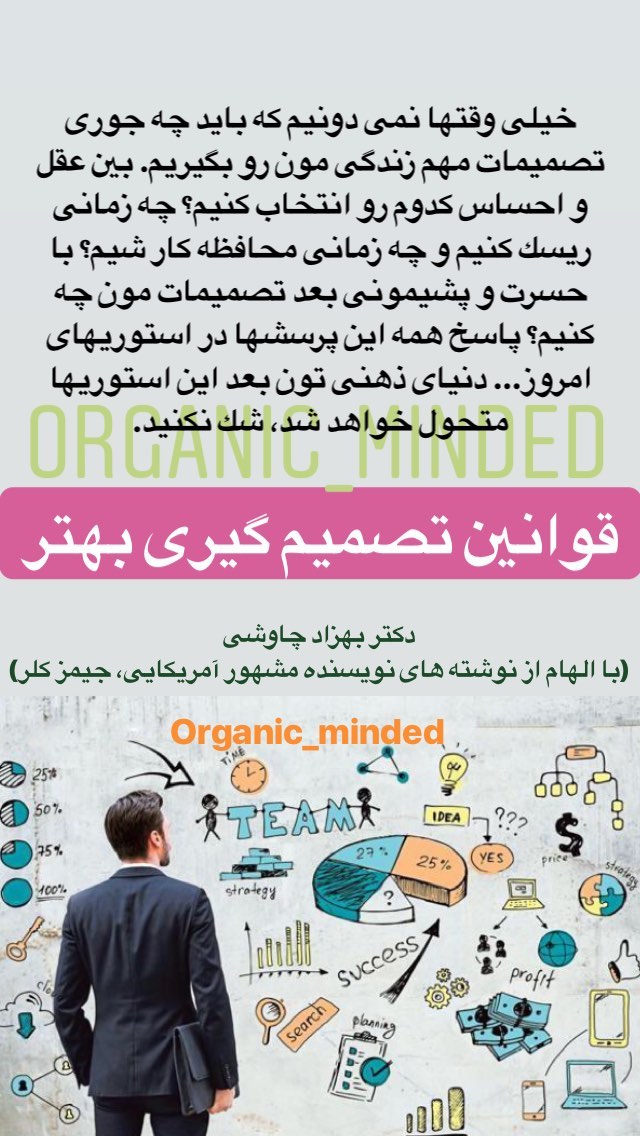 خیلی وقتها نمی دونیم که باید چه جوری
تصمیمات مهم زندگی مون رو بگیریم. بین عقل
و احساس کدوم رو انتخاب کنیم؟ چه زمانی
ریسک کنیم و چه زمانی محافظه کار شیم؟ با
حسرت و پشیمونی بعد تصمیمات مون چه
کنیم؟ پاسخ همه این پرسشها در استوریهای
امروز... دنیای ذهنی تون بعد این استوریها
متحول خواهد شد، شک نکنید.
ORGANIC_MINDED
قوانین تصمیم گیری بهتر
دکتر بهزاد چاوشی
(با الهام از نوشته های نویسنده مشهور آمریکایی، جیمز کلر)
Organic_minded
TIME
25%
50%
75%
100%
TEAM
IDEA
???
YES
price
strategy
27%
25%
?
strategy
SUCCESS
profit
search
planning